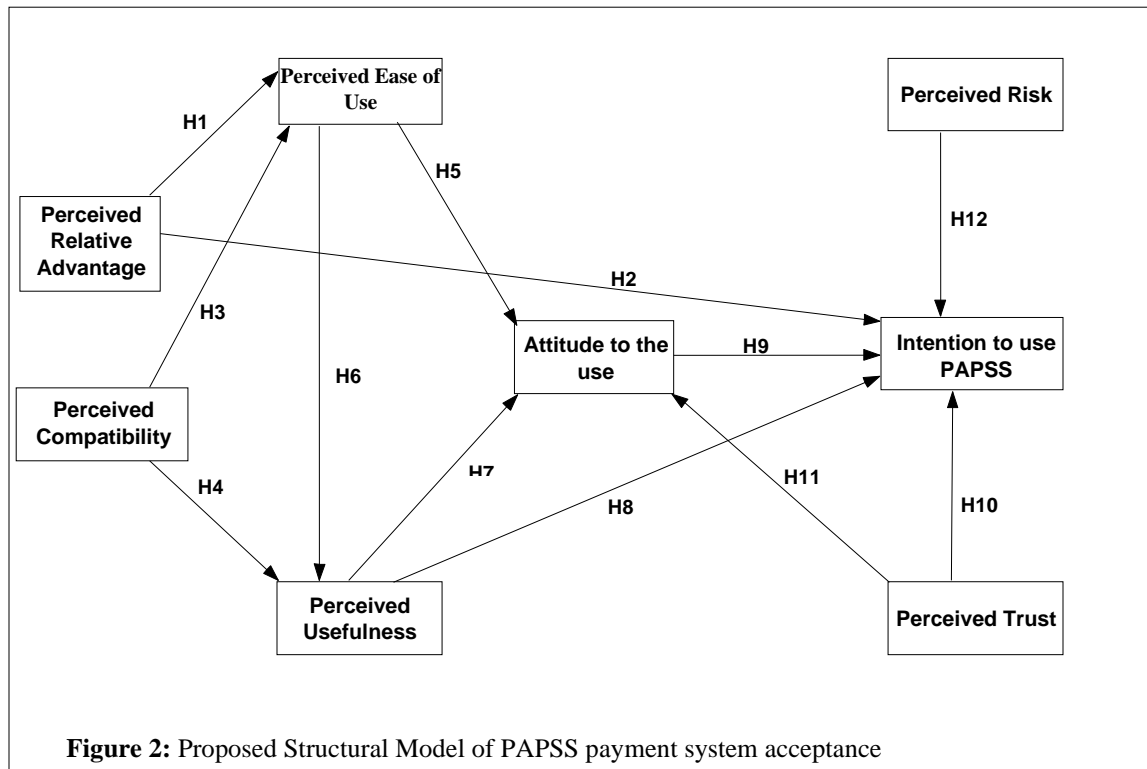 Perceived Ease of
Use
Perceived Risk
H1
H5
Perceived
Relative
Advantage
H12
H2
H3
Attitude to the
use
H9
Intention to use
PAPSS
H6
Perceived
Compatibility
H4
H7
H8
H11
H10
Perceived
Usefulness
Perceived Trust
Figure 2: Proposed Structural Model of PAPSS payment system acceptance